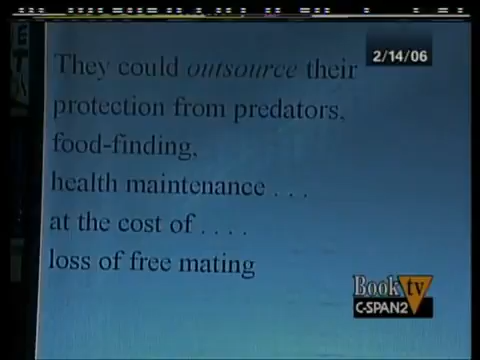 2/14/06
They could outsource their
protection from predators,
food-finding,
health maintenance . . .
at the cost of . . . .
loss of free mating
Book tv
C-SPAN2